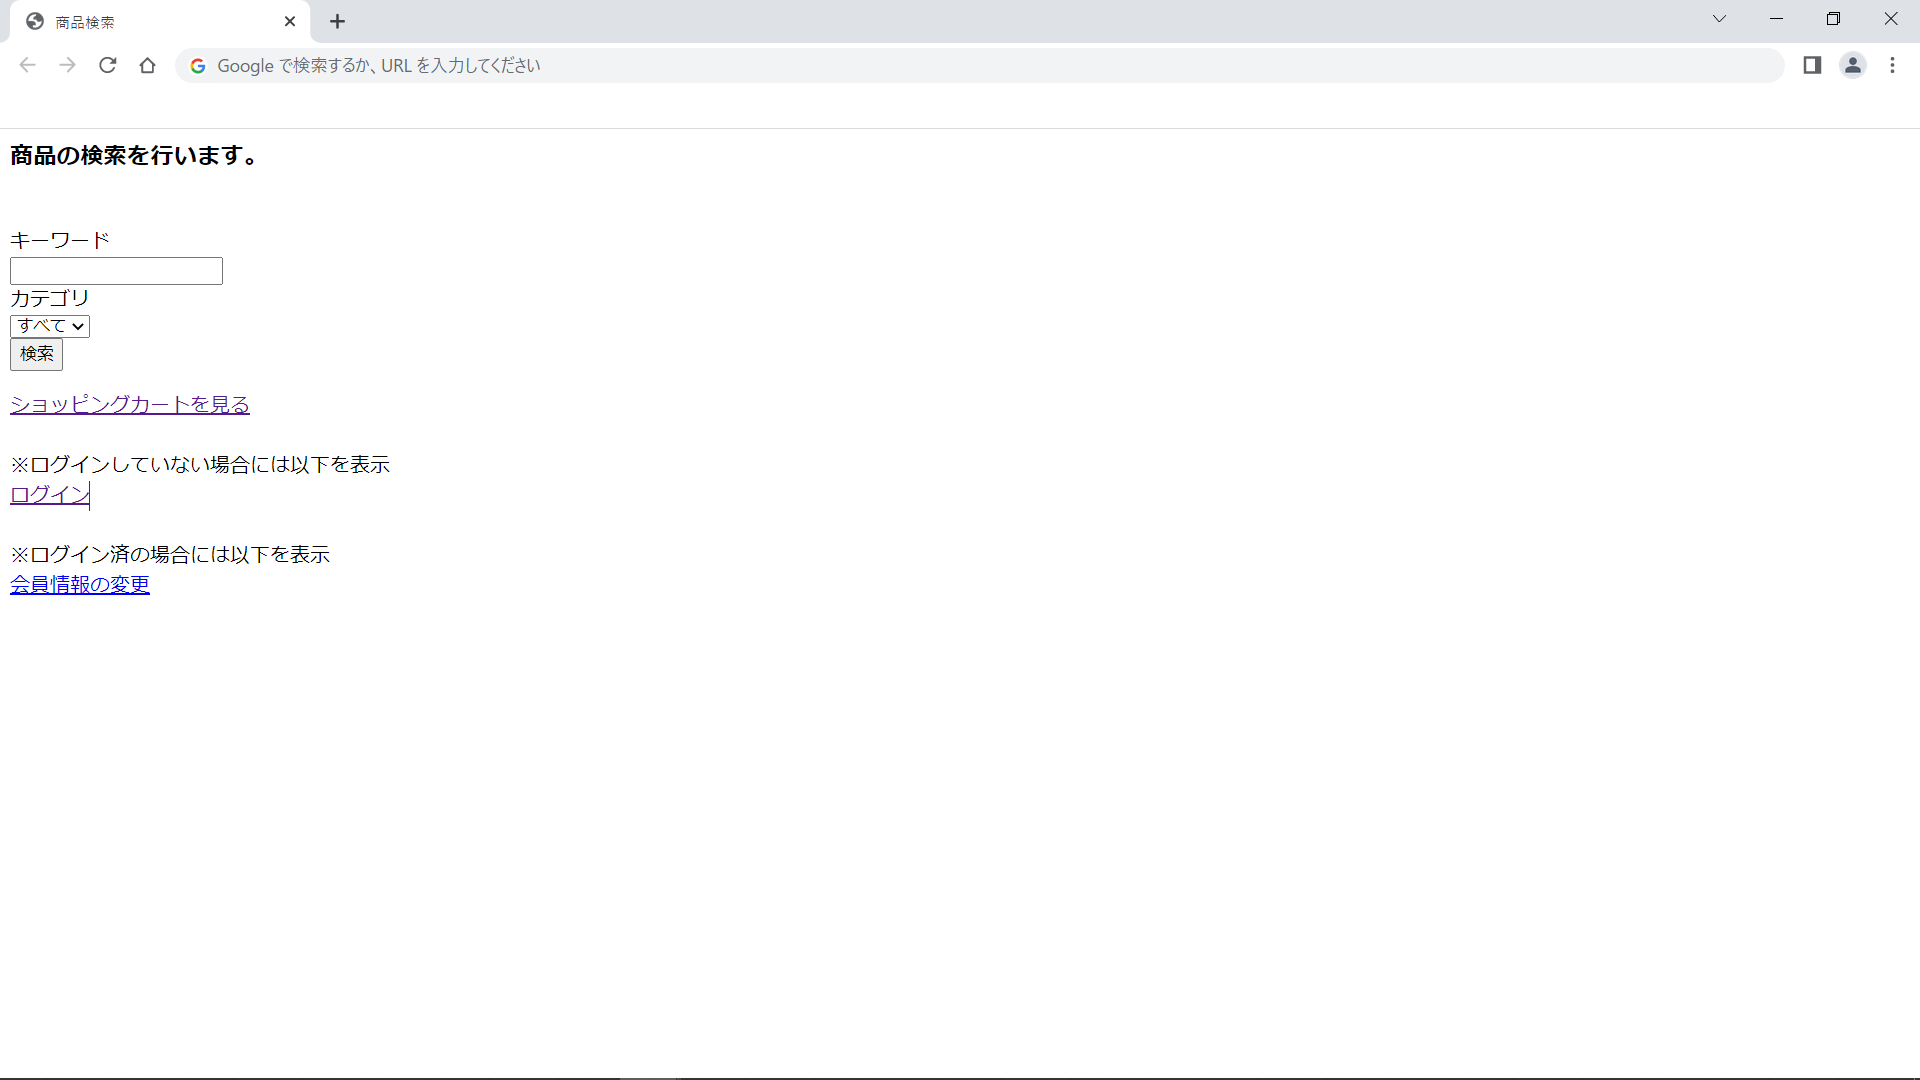 商品検索
Google で検索するか、URL を入力してください
商品の検索を行います。
キーワード
カテゴリ
すべて
検索
ショッピングカートを見る
※ログインしていない場合には以下を表示
ログイン
※ログイン済の場合には以下を表示
会員情報の変更